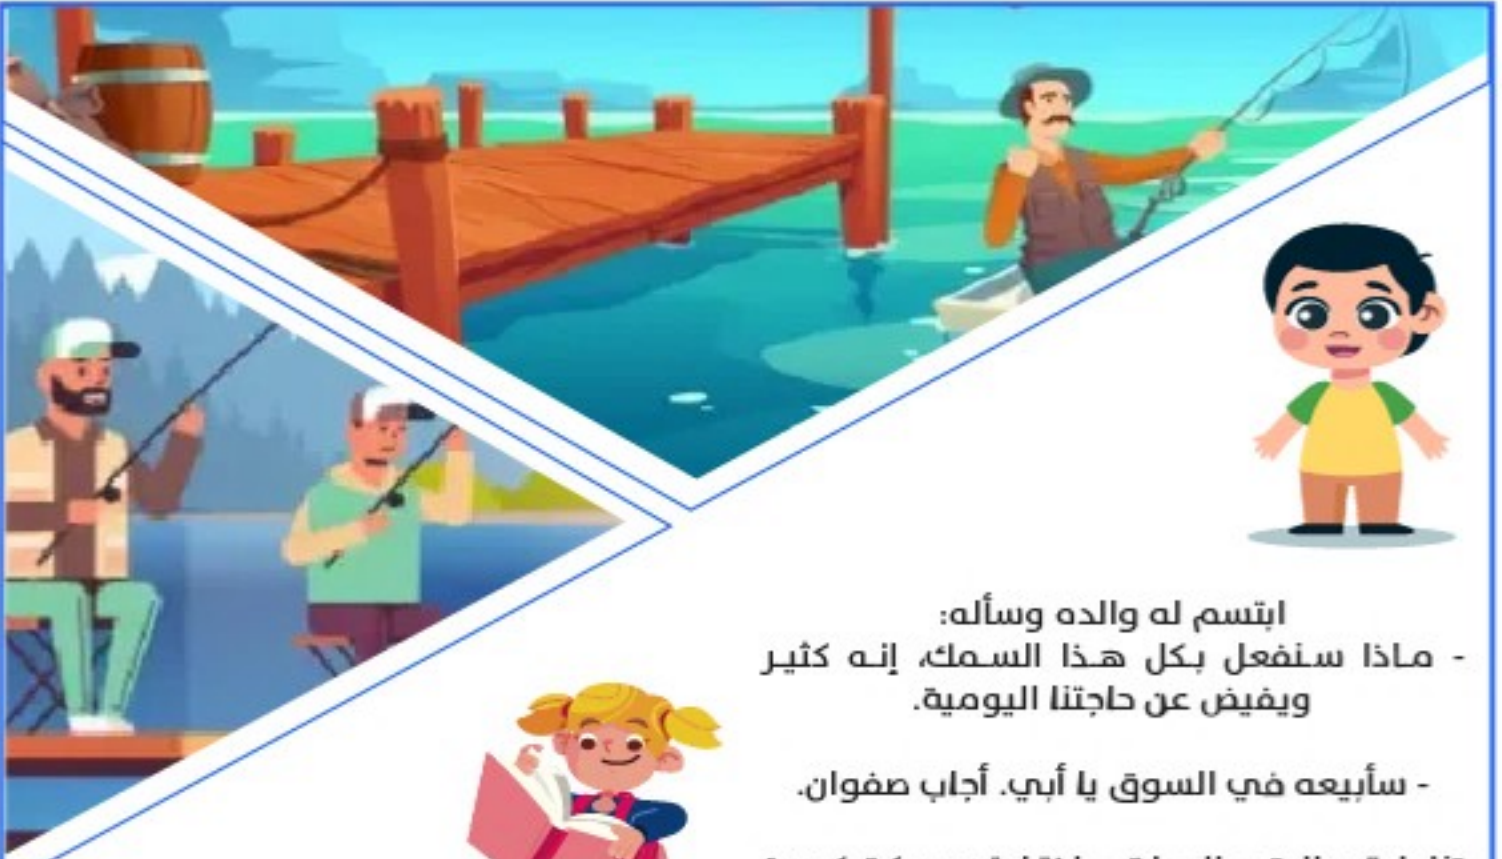 ابتسم له والده وسأله:
- ماذا سنفعل بكل هذا السمك، إنه كثير
ويفيض عن حاجتنا اليومية.
- سأبيعه في السوق يا أبي. أجاب صفوان.